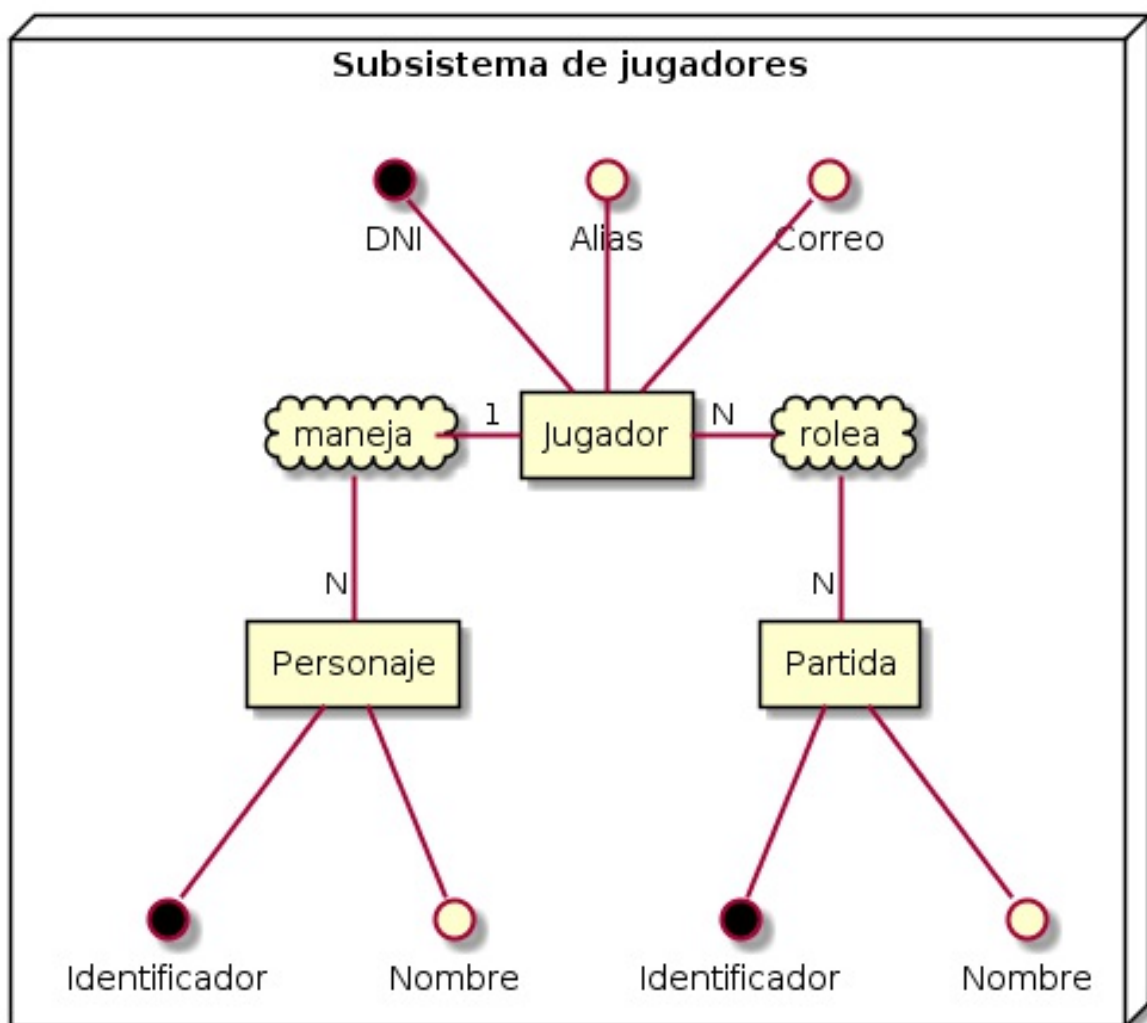 Subsistema de jugadores
DNI
Alias
Correo
maneja
1
Jugador
N
rolea
N
N
Personaje
Partida
Identificador
Nombre
Identificador
Nombre